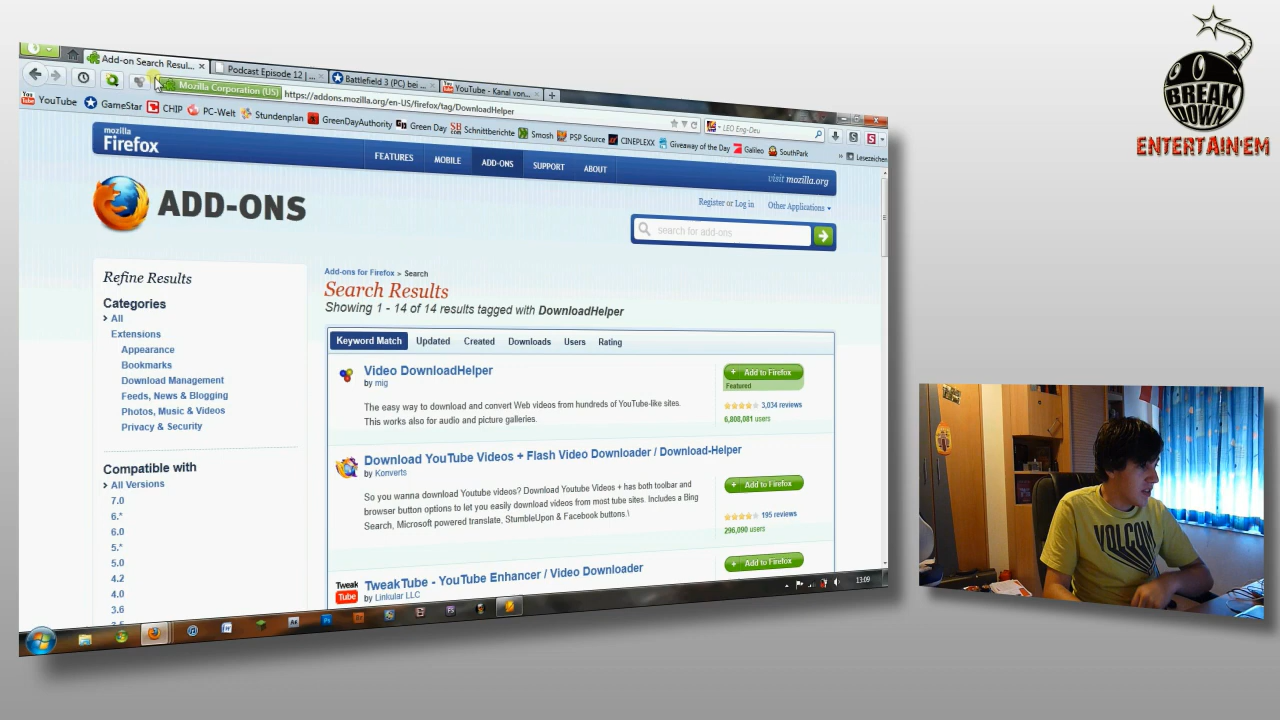 Add-on Search Resul...
Podcast Episode 12 | ...
Battlefield 3 (PC) bei ...
YouTube - Kanal von...
Mozilla Corporation (US)
https://addons.mozilla.org/en-US/firefox/tag/DownloadHelper
LEO Eng-Deu
YouTube
GameStar
CHIP
PC-Welt
Stundenplan
GreenDayAuthority
Green Day
Schnittberichte
Smosh
PSP Source
CINEPLEXX
Giveaway of the Day
Galileo
SouthPark
Lesezeichen
BREAK
DOWN
ENTERTAIN'EM
mozilla
Firefox
FEATURES
MOBILE
ADD-ONS
SUPPORT
ABOUT
visit mozilla.org
ADD-ONS
Register or Log in
Other Applications
search for add-ons
Refine Results
Categories
All
Extensions
Appearance
Bookmarks
Download Management
Feeds, News & Blogging
Photos, Music & Videos
Privacy & Security
Compatible with
All Versions
7.0
6.*
6.0
5.*
5.0
4.2
4.0
3.6
Add-ons for Firefox » Search
Search Results
Showing 1 - 14 of 14 results tagged with DownloadHelper
Keyword Match
Updated
Created
Downloads
Users
Rating
Video DownloadHelper
by mig
The easy way to download and convert Web videos from hundreds of YouTube-like sites.
This works also for audio and picture galleries.
+ Add to Firefox
Featured
3,034 reviews
6,808,081 users
Download YouTube Videos + Flash Video Downloader / Download-Helper
by Konverts
So you wanna download Youtube videos? Download Youtube Videos + has both toolbar and
browser button options to let you easily download videos from most tube sites. Includes a Bing
Search, Microsoft powered translate, StumbleUpon & Facebook buttons.\
+ Add to Firefox
195 reviews
296,090 users
Tweak
Tube
TweakTube - YouTube Enhancer / Video Downloader
by Linkular LLC
+ Add to Firefox
13:09
VOLCOM